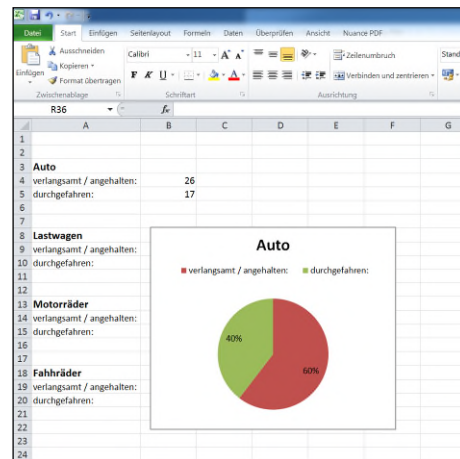 Datei Start Einfügen Seitenlayout Formeln Daten Überprüfen Ansicht Nuance PDF
Ausschneiden
Kopieren
Format übertragen
Einfügen
Calibri 11 A A
F K U A
Zeilenumbruch
Verbinden und zentrieren
Stand
Zwischenablage Schriftart Ausrichtung
R36 fx
A B C D E F G
1
2
3 Auto
4 verlangsamt / angehalten: 26
5 durchgefahren: 17
6
7
8 Lastwagen
9 verlangsamt / angehalten:
10 durchgefahren:
11
12
13 Motorräder
14 verlangsamt / angehalten:
15 durchgefahren:
16
17
18 Fahhräder
19 verlangsamt / angehalten:
20 durchgefahren:
21
22
23
24
Auto
verlangsamt / angehalten: durchgefahren:
40%
60%